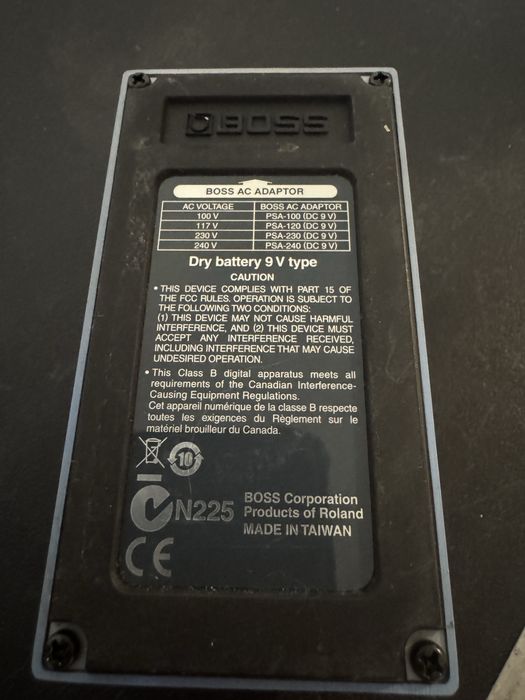 BOSS
BOSS AC ADAPTOR
AC VOLTAGE BOSS AC ADAPTOR
100 V PSA-100 (DC 9 V)
117 V PSA-120 (DC 9 V)
230 V PSA-230 (DC 9 V)
240 V PSA-240 (DC 9 V)
Dry battery 9 V type
CAUTION
• THIS DEVICE COMPLIES WITH PART 15 OF
THE FCC RULES. OPERATION IS SUBJECT TO
THE FOLLOWING TWO CONDITIONS:
(1) THIS DEVICE MAY NOT CAUSE HARMFUL
INTERFERENCE, AND (2) THIS DEVICE MUST
ACCEPT ANY INTERFERENCE RECEIVED,
INCLUDING INTERFERENCE THAT MAY CAUSE
UNDESIRED OPERATION.
• This Class B digital apparatus meets all
requirements of the Canadian Interference-
Causing Equipment Regulations.
Cet appareil numérique de la classe B respecte
toutes les exigences du Règlement sur le
matériel brouilleur du Canada.
10
N225
BOSS Corporation
Products of Roland
MADE IN TAIWAN
CE